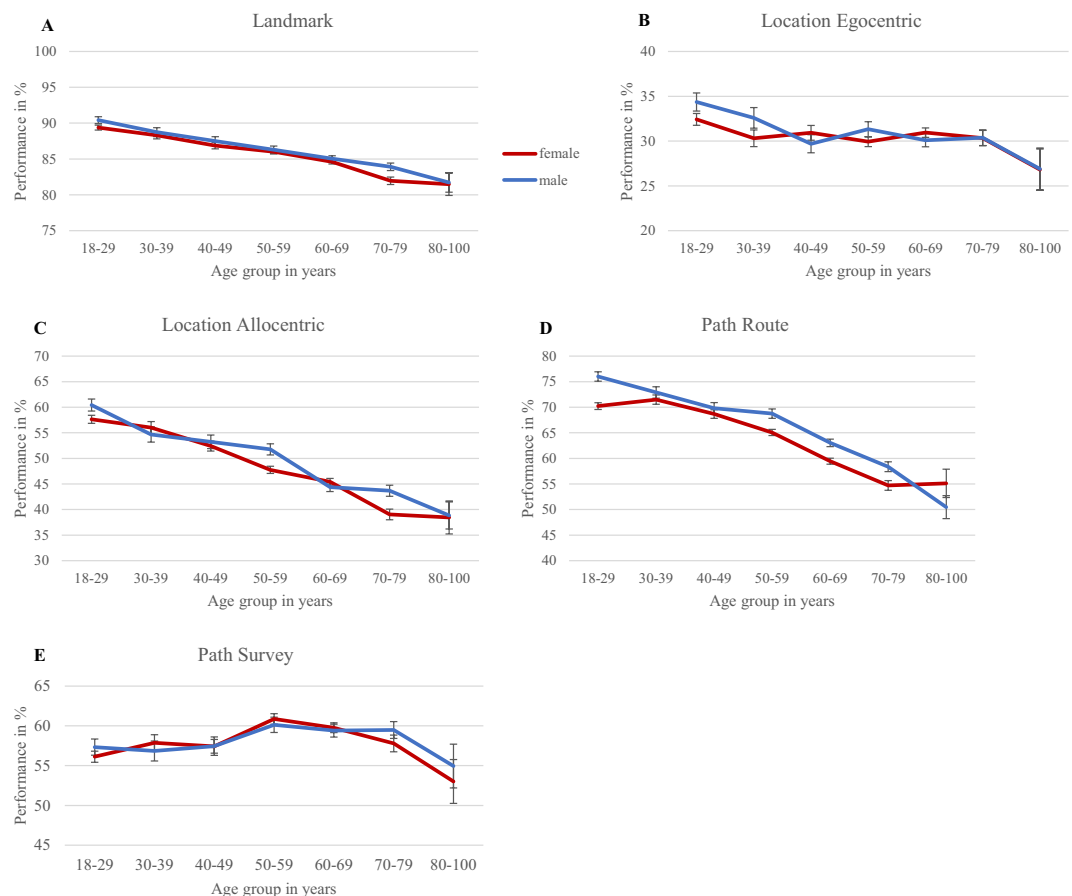 A
Landmark
Performance in %
100
95
90
85
80
75
18-29 30-39 40-49 50-59 60-69 70-79 80-100
Age group in years
female
male
B
Location Egocentric
Performance in %
40
35
30
25
20
18-29 30-39 40-49 50-59 60-69 70-79 80-100
Age group in years
C
Location Allocentric
Performance in %
70
65
60
55
50
45
40
35
30
18-29 30-39 40-49 50-59 60-69 70-79 80-100
Age group in years
D
Path Route
Performance in %
80
75
70
65
60
55
50
45
40
18-29 30-39 40-49 50-59 60-69 70-79 80-100
Age group in years
E
Path Survey
Performance in %
65
60
55
50
45
18-29 30-39 40-49 50-59 60-69 70-79 80-100
Age group in years